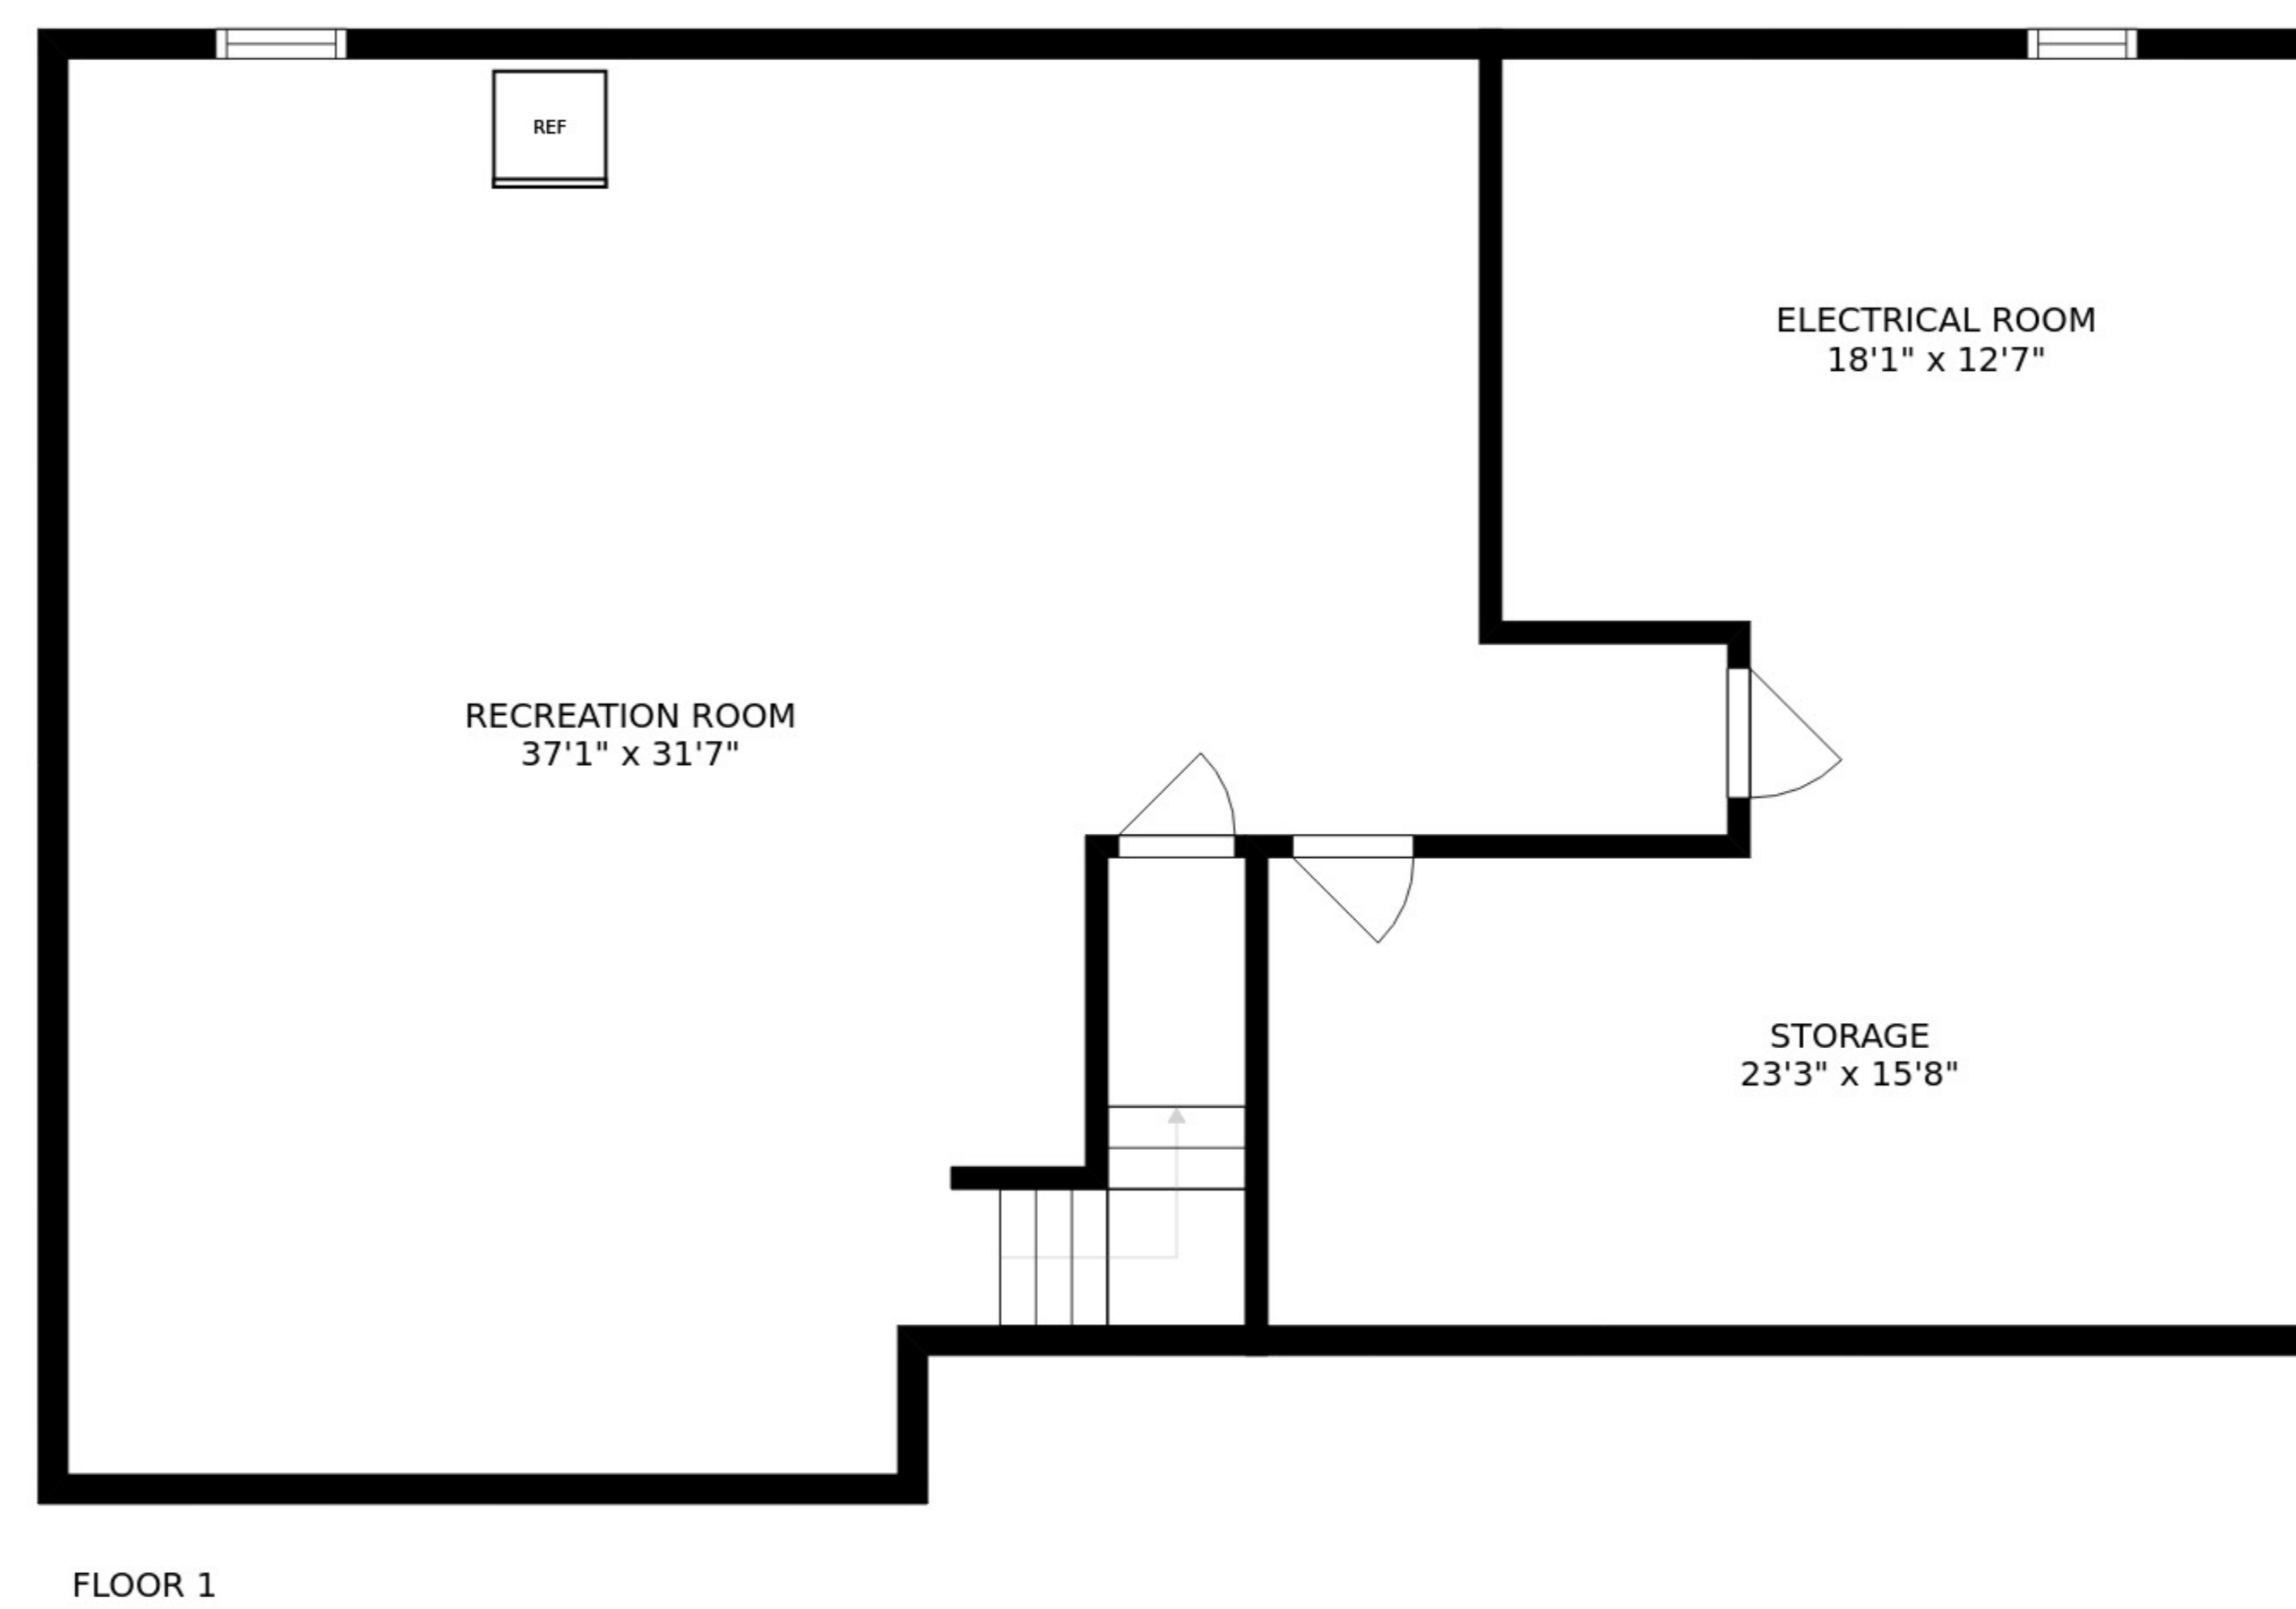 REF
ELECTRICAL ROOM
18'1" x 12'7"
RECREATION ROOM
37'1" x 31'7"
STORAGE
23'3" x 15'8"
FLOOR 1